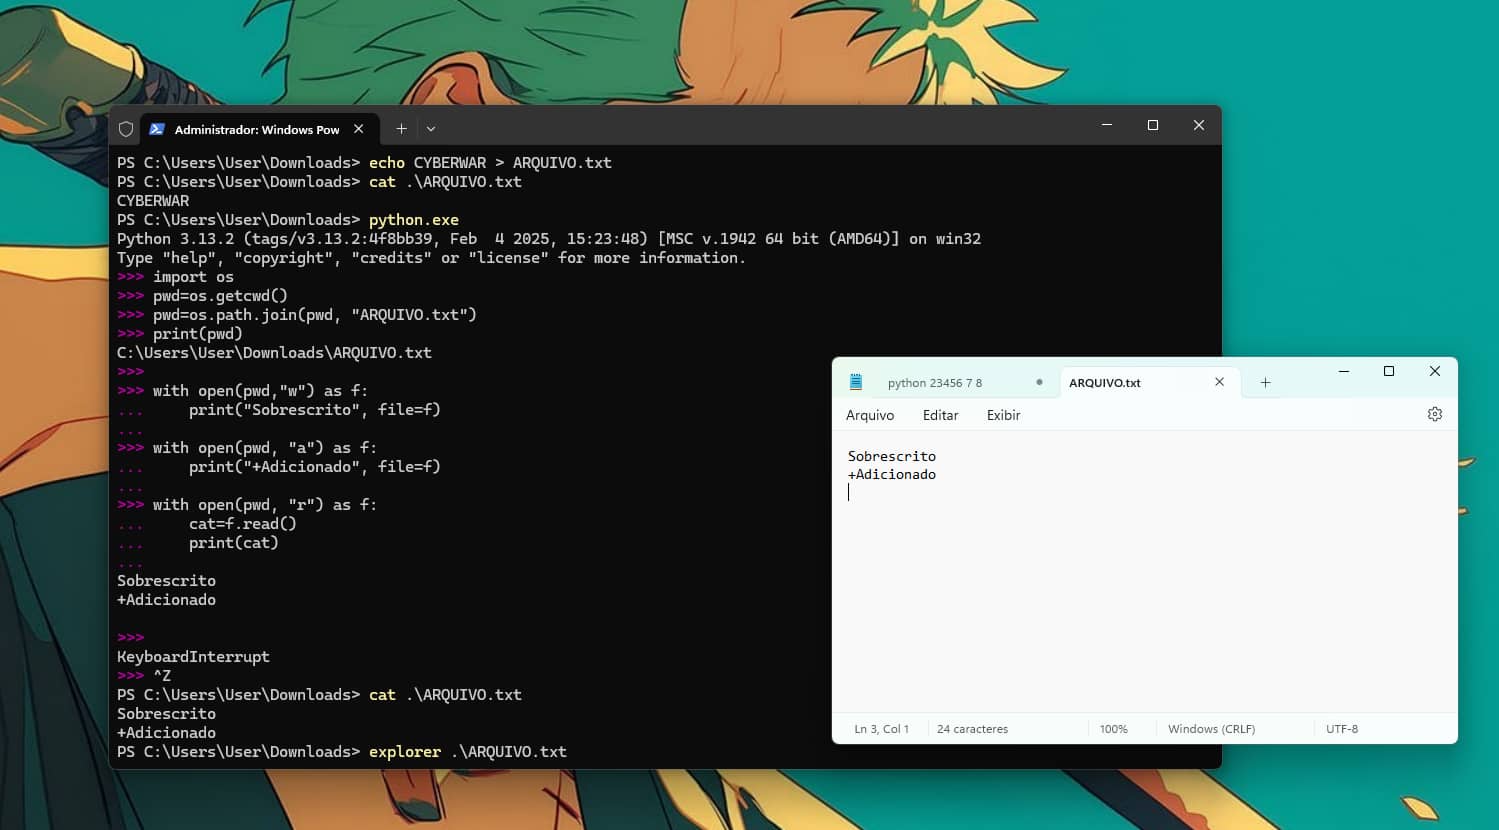 Administrador: Windows Pow
PS C:\Users\User\Downloads> echo CYBERWAR > ARQUIVO.txt
PS C:\Users\User\Downloads> cat .\ARQUIVO.txt
CYBERWAR
PS C:\Users\User\Downloads> python.exe
Python 3.13.2 (tags/v3.13.2:4f8bb39, Feb  4 2025, 15:23:48) [MSC v.1942 64 bit (AMD64)] on win32
Type "help", "copyright", "credits" or "license" for more information.
>>> import os
>>> pwd=os.getcwd()
>>> pwd=os.path.join(pwd, "ARQUIVO.txt")
>>> print(pwd)
C:\Users\User\Downloads\ARQUIVO.txt
>>>
>>> with open(pwd,"w") as f:
...     print("Sobrescrito", file=f)
...
>>> with open(pwd, "a") as f:
...     print("+Adicionado", file=f)
...
>>> with open(pwd, "r") as f:
...     cat=f.read()
...     print(cat)
...
Sobrescrito
+Adicionado
>>>
KeyboardInterrupt
>>> ^Z
PS C:\Users\User\Downloads> cat .\ARQUIVO.txt
Sobrescrito
+Adicionado
PS C:\Users\User\Downloads> explorer .\ARQUIVO.txt
python 23456 7 8
ARQUIVO.txt
Arquivo Editar Exibir
Sobrescrito
+Adicionado
Ln 3, Col 1 24 caracteres 100% Windows (CRLF) UTF-8